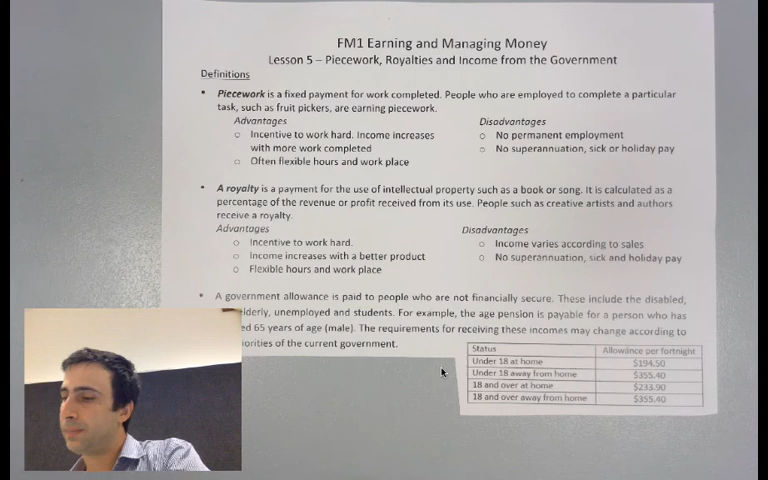 FM1 Earning and Managing Money
Lesson 5 – Piecework, Royalties and Income from the Government
Definitions
• Piecework is a fixed payment for work completed. People who are employed to complete a particular
task, such as fruit pickers, are earning piecework.
Advantages
○ Incentive to work hard. Income increases
with more work completed
○ Often flexible hours and work place
Disadvantages
○ No permanent employment
○ No superannuation, sick or holiday pay
• A royalty is a payment for the use of intellectual property such as a book or song. It is calculated as a
percentage of the revenue or profit received from its use. People such as creative artists and authors
receive a royalty.
Advantages
○ Incentive to work hard.
○ Income increases with a better product
○ Flexible hours and work place
Disadvantages
○ Income varies according to sales
○ No superannuation, sick and holiday pay
• A government allowance is paid to people who are not financially secure. These include the disabled,
lderly, unemployed and students. For example, the age pension is payable for a person who has
ed 65 years of age (male). The requirements for receiving these incomes may change according to
orities of the current government.
Status Allowance per fortnight
Under 18 at home $194.50
Under 18 away from home $355.40
18 and over at home $233.90
18 and over away from home $355.40